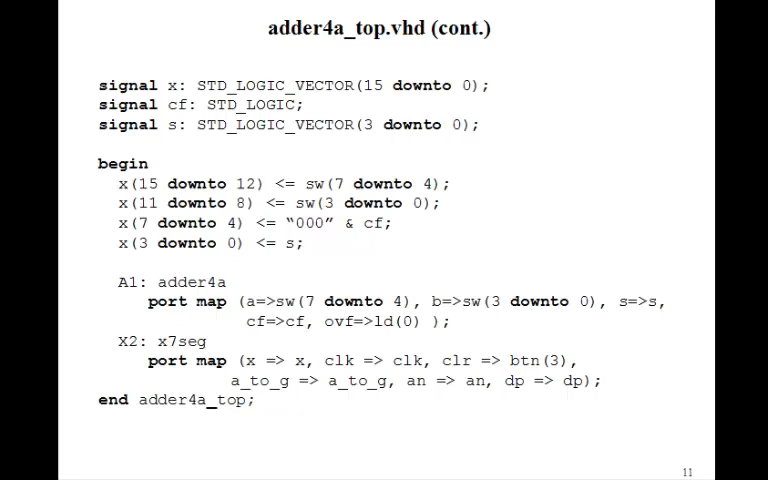 adder4a_top.vhd (cont.)
signal x: STD_LOGIC_VECTOR(15 downto 0);
signal cf: STD_LOGIC;
signal s: STD_LOGIC_VECTOR(3 downto 0);
begin
x(15 downto 12) <= sw(7 downto 4);
x(11 downto 8) <= sw(3 downto 0);
x(7 downto 4) <= “000” & cf;
x(3 downto 0) <= s;
A1: adder4a
port map (a=>sw(7 downto 4), b=>sw(3 downto 0), s=>s,
cf=>cf, ovf=>ld(0) );
X2: x7seg
port map (x => x, clk => clk, clr => btn(3),
a_to_g => a_to_g, an => an, dp => dp);
end adder4a_top;
11